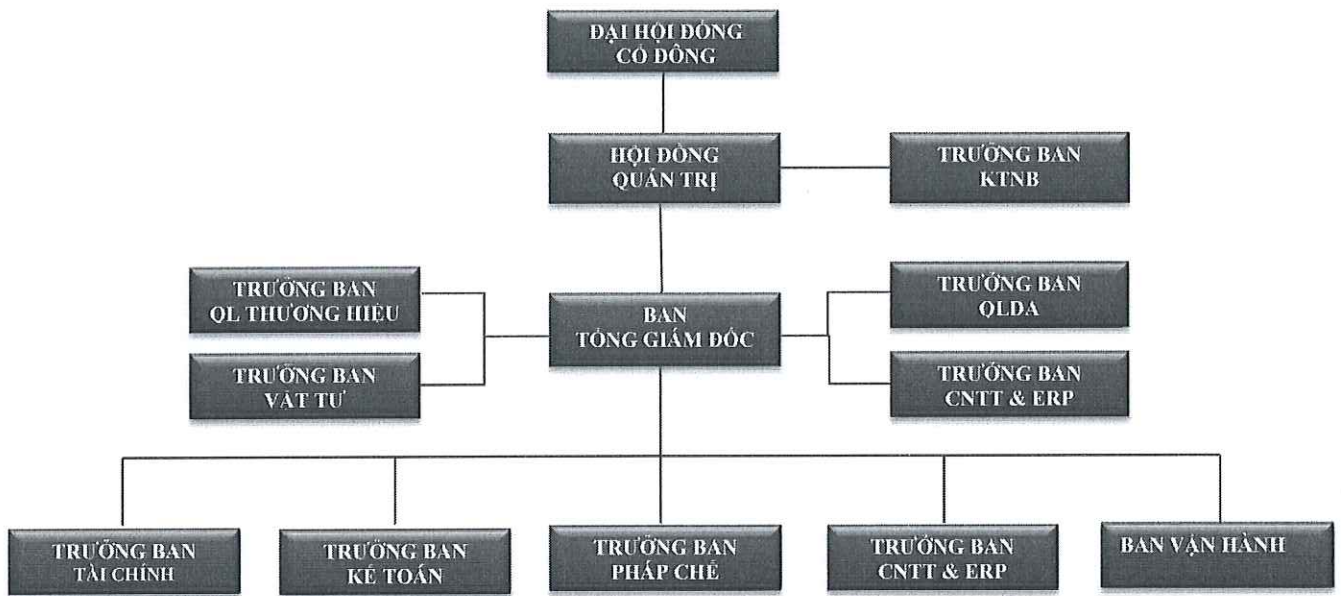 ĐẠI HỘI ĐỒNG
CỔ ĐÔNG
HỘI ĐỒNG
QUẢN TRỊ
TRƯỞNG BAN
KTNB
TRƯỞNG BAN
QL THƯƠNG HIỆU
BAN
TỔNG GIÁM ĐỐC
TRƯỞNG BAN
QLDA
TRƯỞNG BAN
VẬT TƯ
TRƯỞNG BAN
CNTT & ERP
TRƯỞNG BAN
TÀI CHÍNH
TRƯỞNG BAN
KẾ TOÁN
TRƯỞNG BAN
PHÁP CHẾ
TRƯỞNG BAN
CNTT & ERP
BAN VẬN HÀNH